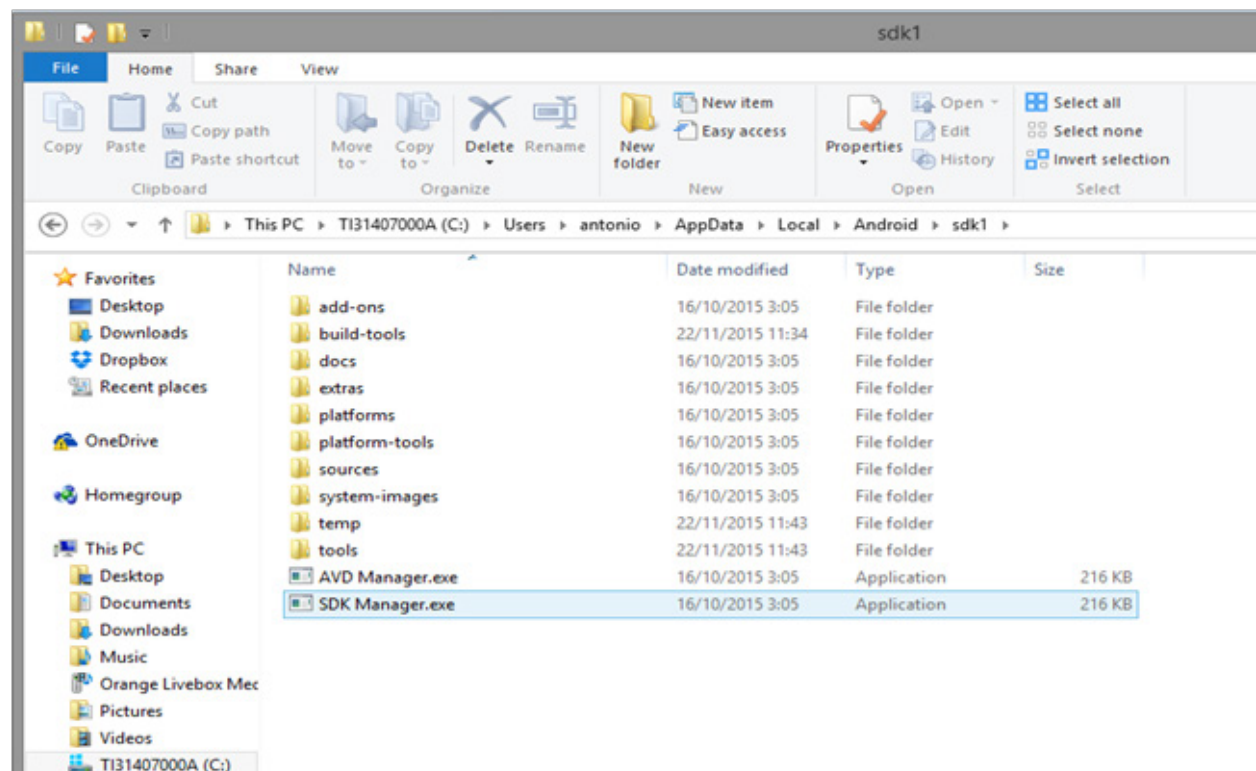 sdk1
File Home Share View
Copy Paste Cut Copy path Paste shortcut Move to Copy to Delete Rename New folder New item Easy access Properties Open Edit History Select all Select none Invert selection
Clipboard Organize New Open Select
This PC TI31407000A (C:) Users antonio AppData Local Android sdk1
Favorites
Desktop
Downloads
Dropbox
Recent places
OneDrive
Homegroup
This PC
Desktop
Documents
Downloads
Music
Orange Livebox Mec
Pictures
Videos
TI31407000A (C:)
Name Date modified Type Size
add-ons 16/10/2015 3:05 File folder
build-tools 22/11/2015 11:34 File folder
docs 16/10/2015 3:05 File folder
extras 16/10/2015 3:05 File folder
platforms 16/10/2015 3:05 File folder
platform-tools 16/10/2015 3:05 File folder
sources 16/10/2015 3:05 File folder
system-images 16/10/2015 3:05 File folder
temp 22/11/2015 11:43 File folder
tools 22/11/2015 11:43 File folder
AVD Manager.exe 16/10/2015 3:05 Application 216 KB
SDK Manager.exe 16/10/2015 3:05 Application 216 KB